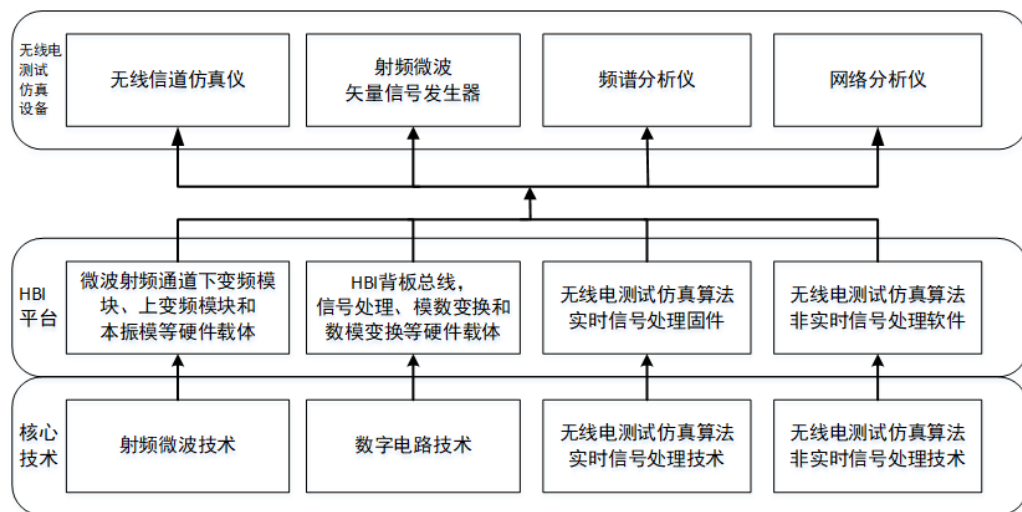 无线电
测试
仿真
设备
无线信道仿真仪
射频微波
矢量信号发生器
频谱分析仪
网络分析仪
HBI
平台
微波射频通道下变频模
块、上变频模块和
本振模等硬件载体
HBI背板总线，
信号处理、模数变换和
数模变换等硬件载体
无线电测试仿真算法
实时信号处理固件
无线电测试仿真算法
非实时信号处理软件
核心
技术
射频微波技术
数字电路技术
无线电测试仿真算法
实时信号处理技术
无线电测试仿真算法
非实时信号处理技术